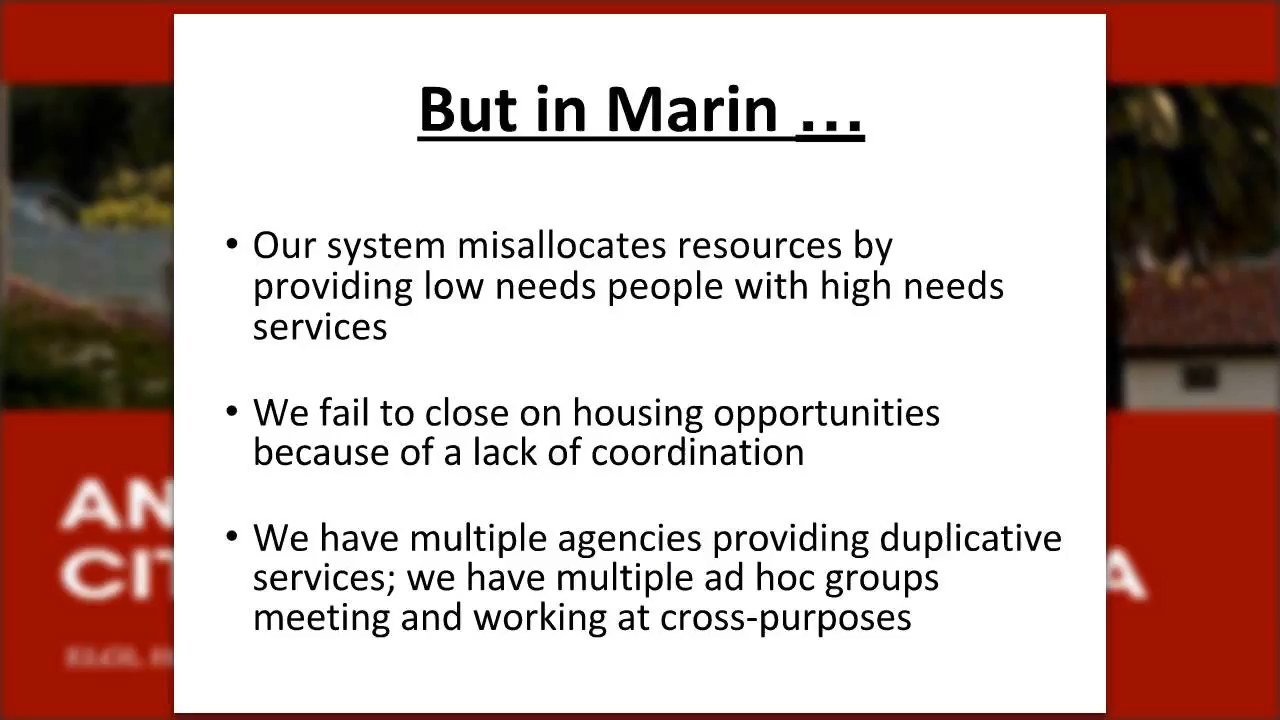 But in Marin ...
• Our system misallocates resources by
providing low needs people with high needs
services
• We fail to close on housing opportunities
because of a lack of coordination
• We have multiple agencies providing duplicative
services; we have multiple ad hoc groups
meeting and working at cross-purposes
AN
CIT
A